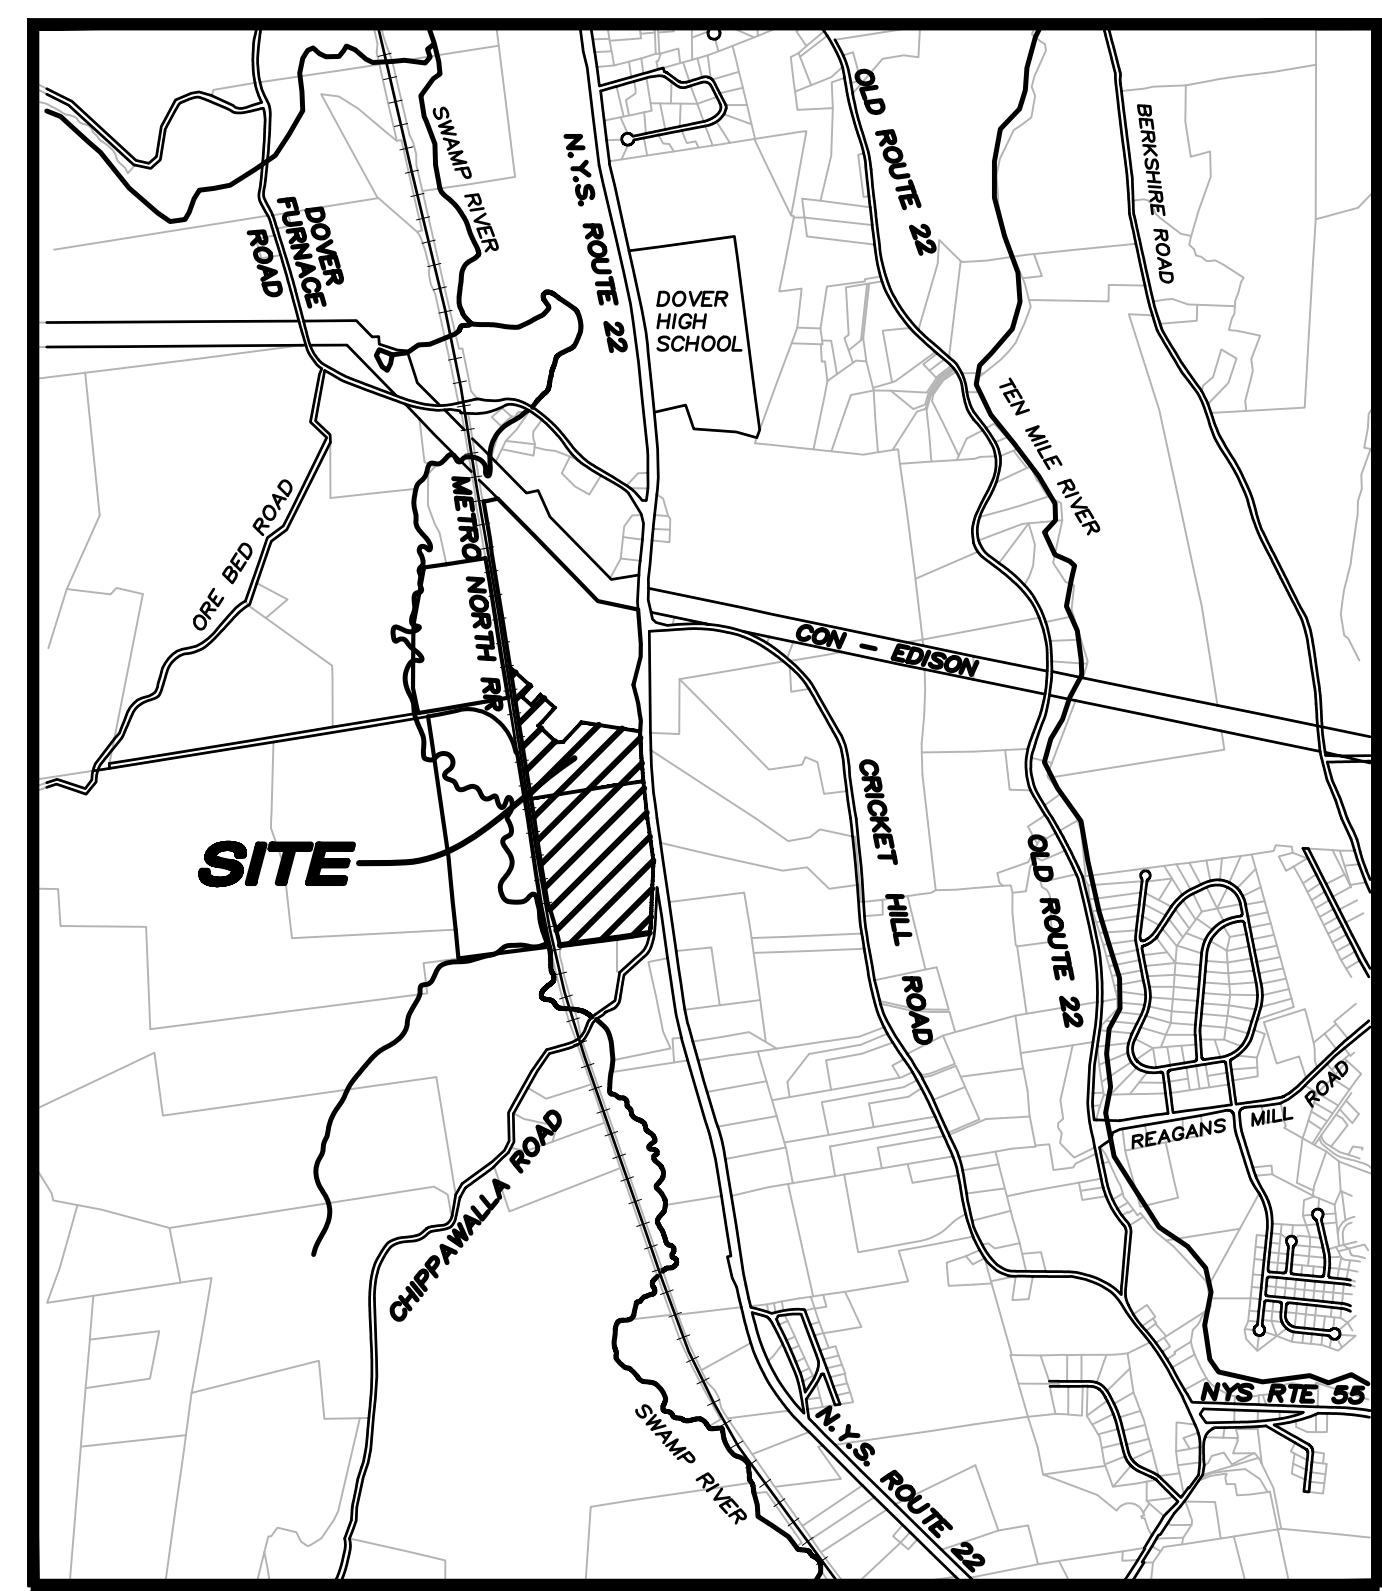 SWAMP RIVER
N.Y.S. ROUTE 22
OLD ROUTE 22
BERKSHIRE ROAD
DOVER
FURNACE
ROAD
DOVER
HIGH
SCHOOL
TEN MILE RIVER
ORE BED ROAD
METRO NORTH RR
CON - EDISON
SITE
CRICKET HILL ROAD
OLD ROUTE 22
REAGANS MILL ROAD
CHIPPAWALLA ROAD
NYS RTE 55
SWAMP RIVER
N.Y.S. ROUTE 22